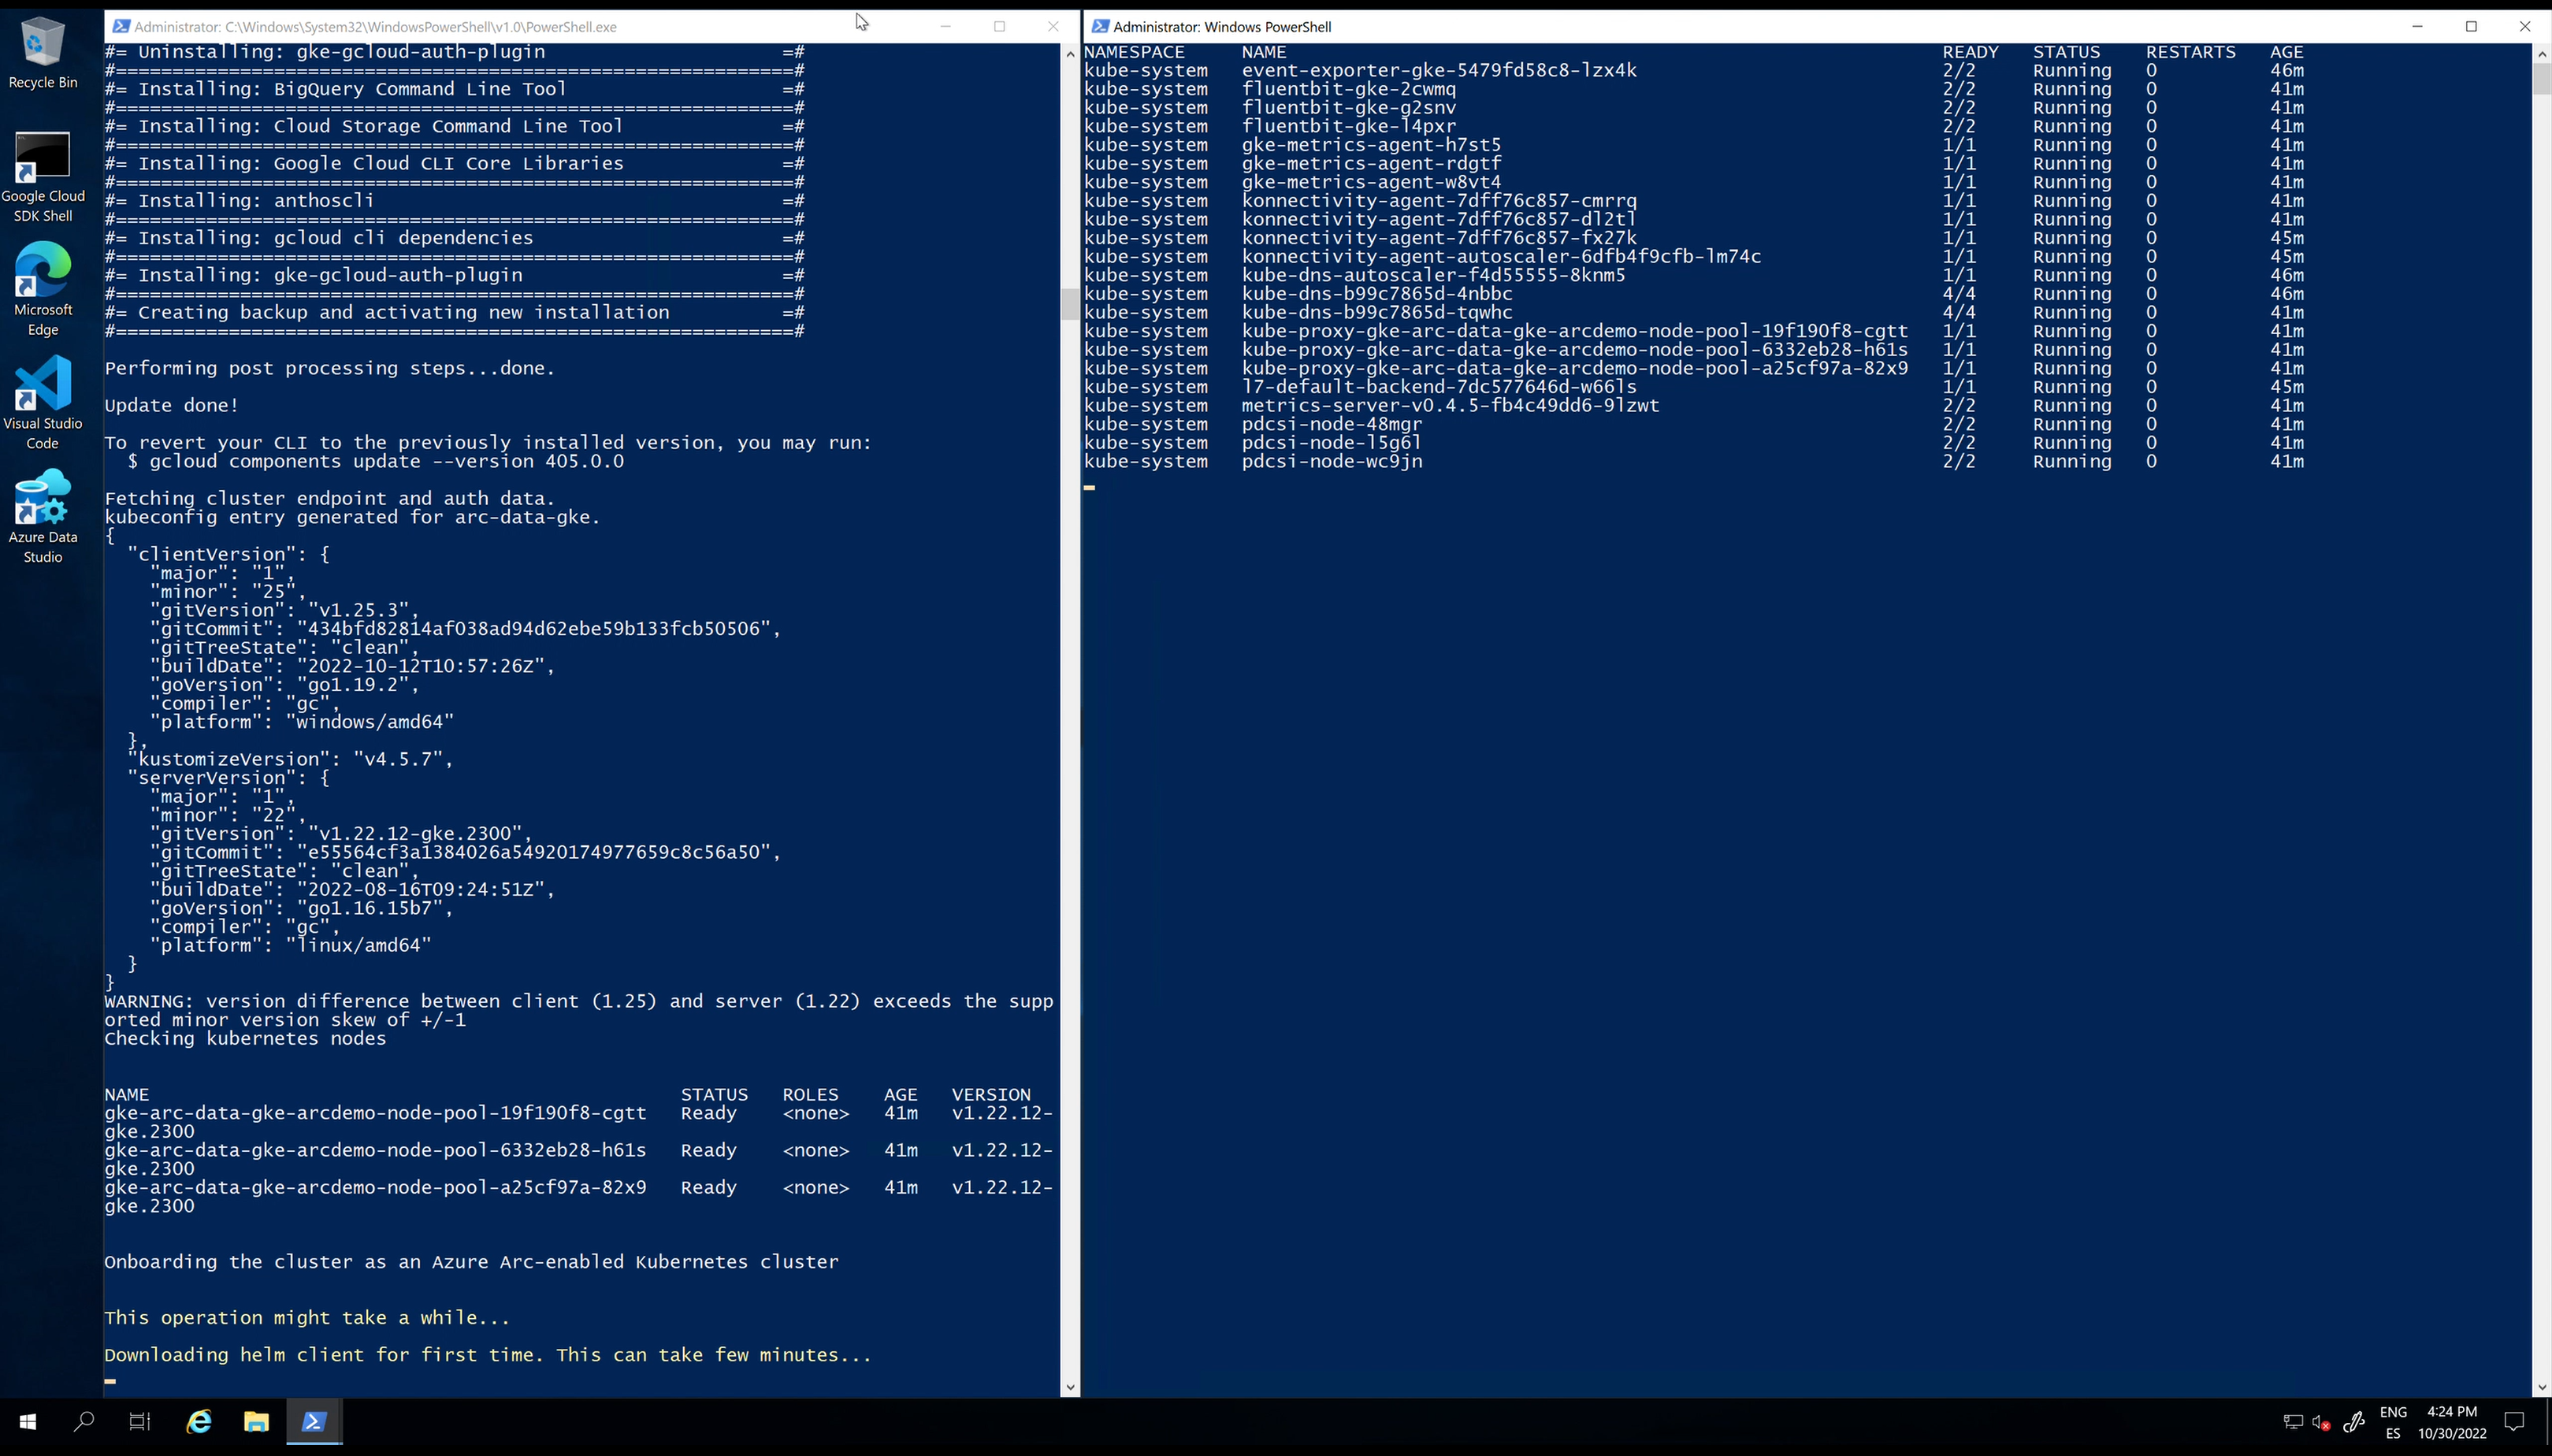 Recycle Bin
Google Cloud
SDK Shell
Microsoft
Edge
Visual Studio
Code
Azure Data
Studio
Administrator: C:\Windows\System32\WindowsPowerShell\v1.0\PowerShell.exe
#= Uninstalling: gke-gcloud-auth-plugin =#
#=============================================================#
#= Installing: BigQuery Command Line Tool =#
#=============================================================#
#= Installing: Cloud Storage Command Line Tool =#
#=============================================================#
#= Installing: Google Cloud CLI Core Libraries =#
#=============================================================#
#= Installing: anthoscli =#
#=============================================================#
#= Installing: gcloud cli dependencies =#
#=============================================================#
#= Installing: gke-gcloud-auth-plugin =#
#=============================================================#
#= Creating backup and activating new installation =#
#=============================================================#
Performing post processing steps...done.
Update done!
To revert your CLI to the previously installed version, you may run:
$ gcloud components update --version 405.0.0
Fetching cluster endpoint and auth data.
kubeconfig entry generated for arc-data-gke.
{
"clientVersion": {
"major": "1",
"minor": "25",
"gitVersion": "v1.25.3",
"gitCommit": "434bfd82814af038ad94d62ebe59b133fcb50506",
"gitTreeState": "clean",
"buildDate": "2022-10-12T10:57:26Z",
"goVersion": "go1.19.2",
"compiler": "gc",
"platform": "windows/amd64"
},
"kustomizeVersion": "v4.5.7",
"serverVersion": {
"major": "1",
"minor": "22",
"gitVersion": "v1.22.12-gke.2300",
"gitCommit": "e55564cf3a1384026a54920174977659c8c56a50",
"gitTreeState": "clean",
"buildDate": "2022-08-16T09:24:51Z",
"goVersion": "go1.16.15b7",
"compiler": "gc",
"platform": "linux/amd64"
}
}
WARNING: version difference between client (1.25) and server (1.22) exceeds the supp
orted minor version skew of +/-1
Checking kubernetes nodes
NAME STATUS ROLES AGE VERSION
gke-arc-data-gke-arcdemo-node-pool-19f190f8-cgtt Ready <none> 41m v1.22.12-
gke.2300
gke-arc-data-gke-arcdemo-node-pool-6332eb28-h61s Ready <none> 41m v1.22.12-
gke.2300
gke-arc-data-gke-arcdemo-node-pool-a25cf97a-82x9 Ready <none> 41m v1.22.12-
gke.2300
Onboarding the cluster as an Azure Arc-enabled Kubernetes cluster
This operation might take a while...
Downloading helm client for first time. This can take few minutes...
Administrator: Windows PowerShell
NAMESPACE NAME READY STATUS RESTARTS AGE
kube-system event-exporter-gke-5479fd58c8-lzx4k 2/2 Running 0 46m
kube-system fluentbit-gke-2cwmq 2/2 Running 0 41m
kube-system fluentbit-gke-g2snv 2/2 Running 0 41m
kube-system fluentbit-gke-l4pxr 2/2 Running 0 41m
kube-system gke-metrics-agent-h7st5 1/1 Running 0 41m
kube-system gke-metrics-agent-rdgtf 1/1 Running 0 41m
kube-system gke-metrics-agent-w8vt4 1/1 Running 0 41m
kube-system konnectivity-agent-7dff76c857-cmrrq 1/1 Running 0 41m
kube-system konnectivity-agent-7dff76c857-dl2tl 1/1 Running 0 41m
kube-system konnectivity-agent-7dff76c857-fx27k 1/1 Running 0 45m
kube-system konnectivity-agent-autoscaler-6dfb4f9cfb-lm74c 1/1 Running 0 45m
kube-system kube-dns-autoscaler-f4d55555-8knm5 1/1 Running 0 46m
kube-system kube-dns-b99c7865d-4nbbc 4/4 Running 0 46m
kube-system kube-dns-b99c7865d-tqwhc 4/4 Running 0 41m
kube-system kube-proxy-gke-arc-data-gke-arcdemo-node-pool-19f190f8-cgtt 1/1 Running 0 41m
kube-system kube-proxy-gke-arc-data-gke-arcdemo-node-pool-6332eb28-h61s 1/1 Running 0 41m
kube-system kube-proxy-gke-arc-data-gke-arcdemo-node-pool-a25cf97a-82x9 1/1 Running 0 41m
kube-system l7-default-backend-7dc577646d-w66ls 1/1 Running 0 45m
kube-system metrics-server-v0.4.5-fb4c49dd6-9lzwt 2/2 Running 0 41m
kube-system pdcsi-node-48mgr 2/2 Running 0 41m
kube-system pdcsi-node-l5g6l 2/2 Running 0 41m
kube-system pdcsi-node-wc9jn 2/2 Running 0 41m
ENG
ES
4:24 PM
10/30/2022